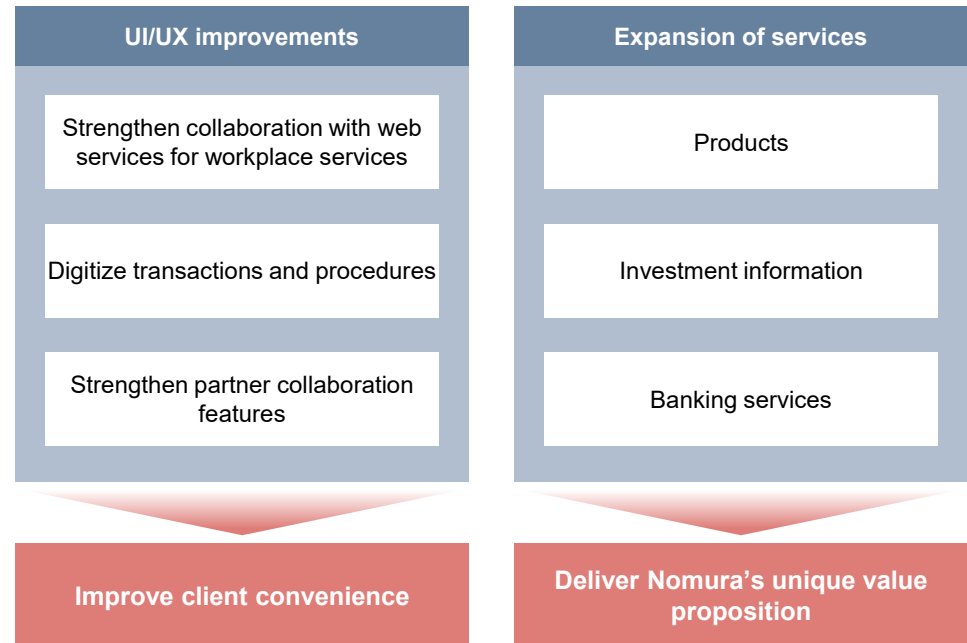 UI/UX improvements
Strengthen collaboration with web
services for workplace services
Digitize transactions and procedures
Strengthen partner collaboration
features
Improve client convenience
Expansion of services
Products
Investment information
Banking services
Deliver Nomura’s unique value
proposition